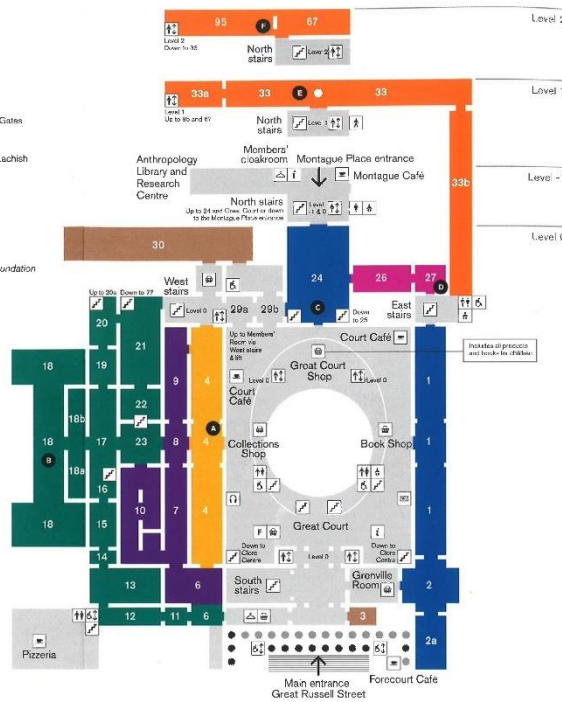 Level 2
95
F
67
Level 2
Down to 35
North
stairs
Level 2
Level 1
33a
33
E
33
Level 1
Up to 95 and 67
Gates
North
stairs
Level 1
Lachish
Members'
cloakroom
Montague Place entrance
Anthropology
Library and
Research
Centre
Montague Café
33b
Level -
North stairs
Up to 24 and Great Court or down
to the Montague Place entrance
Level
-1 & 0
Level 0
30
24
26
27
D
undation
West
stairs
Up to 20a
Down to 77
Level 0
29a
29b
C
Down
to 25
East
stairs
20
21
Up to Members'
Room via
West stairs
& lift
Court Café
Great Court
Shop
Includes all products
and books for children
19
9
4
1
18
Level 0
Level 0
Court
Café
18b
22
18
B
17
23
8
4
A
Collections
Shop
Book Shop
1
18a
16
10
7
4
1
18
15
Great Court
14
F
i
Down to
Clore
Centre
Level 0
Down to
Clore
Centre
13
6
South
stairs
Grenville
Room
2
12
11
6
3
2a
Pizzeria
Main entrance
Great Russell Street
Forecourt Café